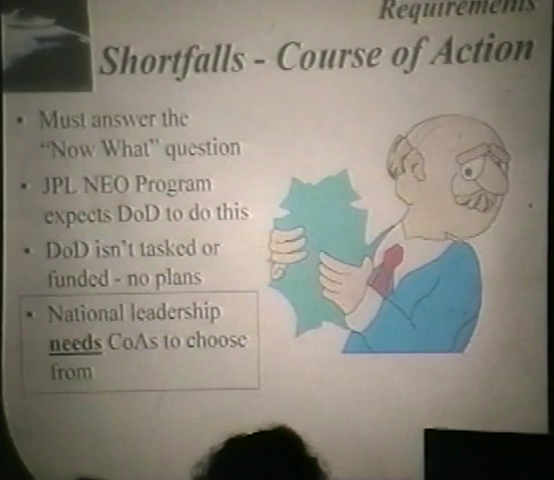 Requirements
Shortfalls - Course of Action
• Must answer the
"Now What" question
• JPL NEO Program
expects DoD to do this
• DoD isn't tasked or
funded - no plans
• National leadership
needs CoAs to choose
from